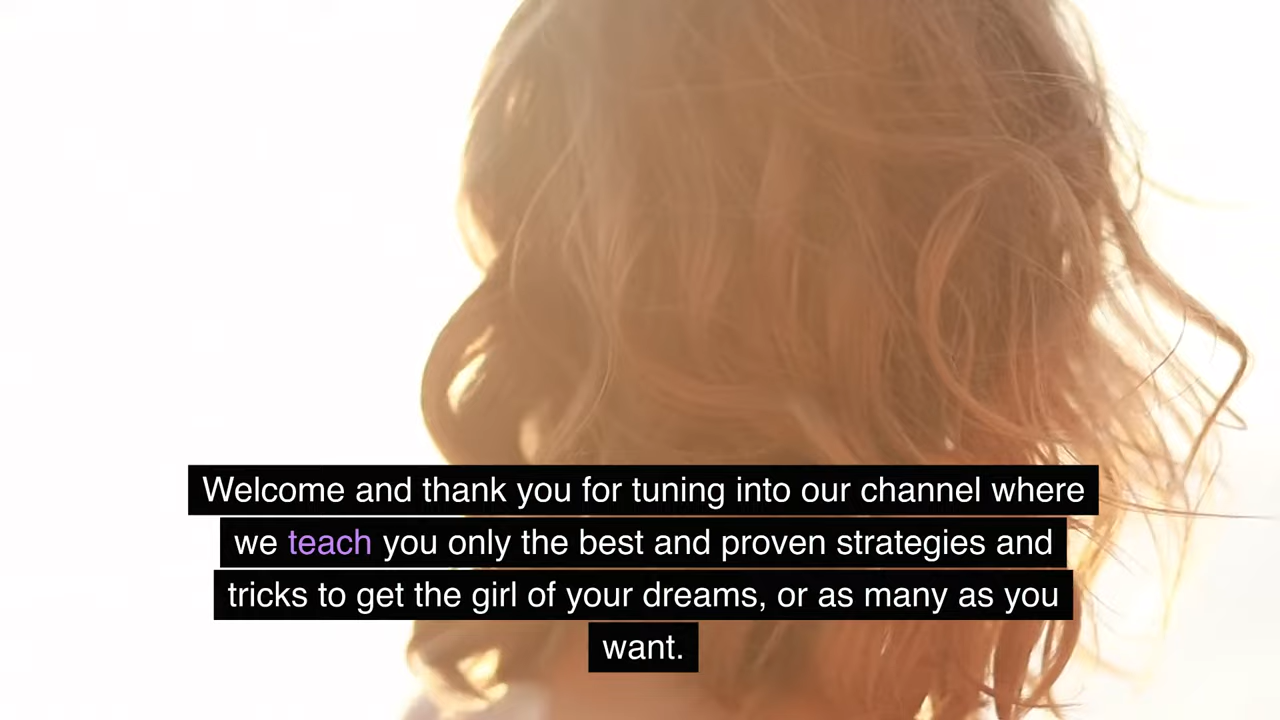 Welcome and thank you for tuning into our channel where
we teach you only the best and proven strategies and
tricks to get the girl of your dreams, or as many as you
want.